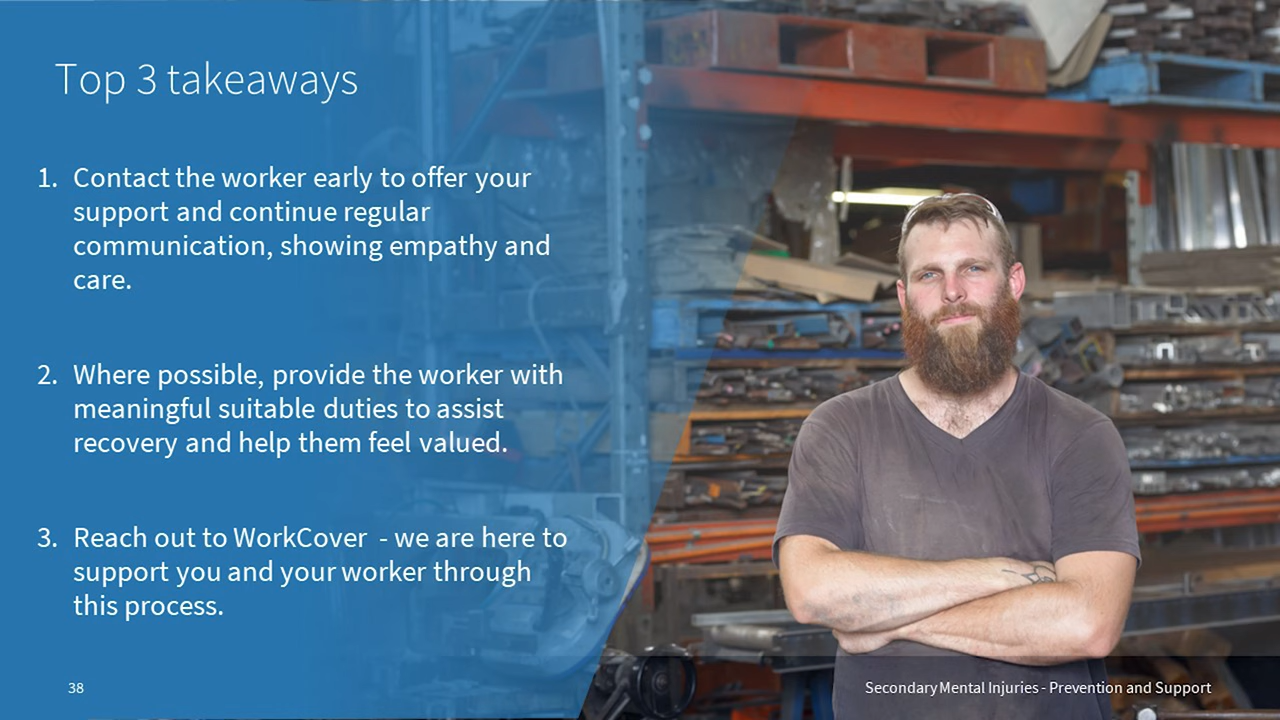 Top 3 takeaways
1. Contact the worker early to offer your
support and continue regular
communication, showing empathy and
care.
2. Where possible, provide the worker with
meaningful suitable duties to assist
recovery and help them feel valued.
3. Reach out to WorkCover - we are here to
support you and your worker through
this process.
38
Secondary Mental Injuries - Prevention and Support